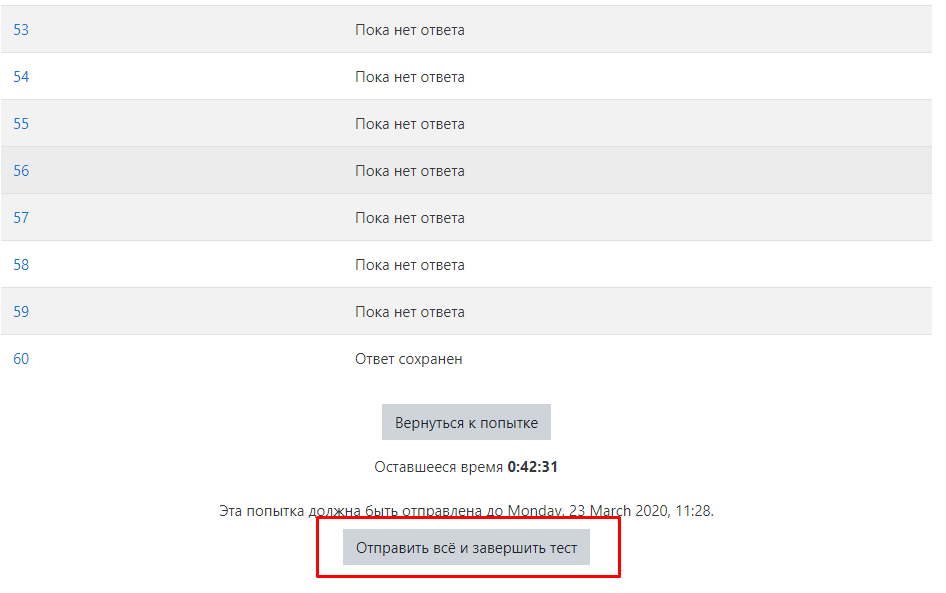 53 Пока нет ответа
54 Пока нет ответа
55 Пока нет ответа
56 Пока нет ответа
57 Пока нет ответа
58 Пока нет ответа
59 Пока нет ответа
60 Ответ сохранен
Вернуться к попытке
Оставшееся время 0:42:31
Эта попытка должна быть отправлена до Monday, 23 March 2020, 11:28.
Отправить всё и завершить тест